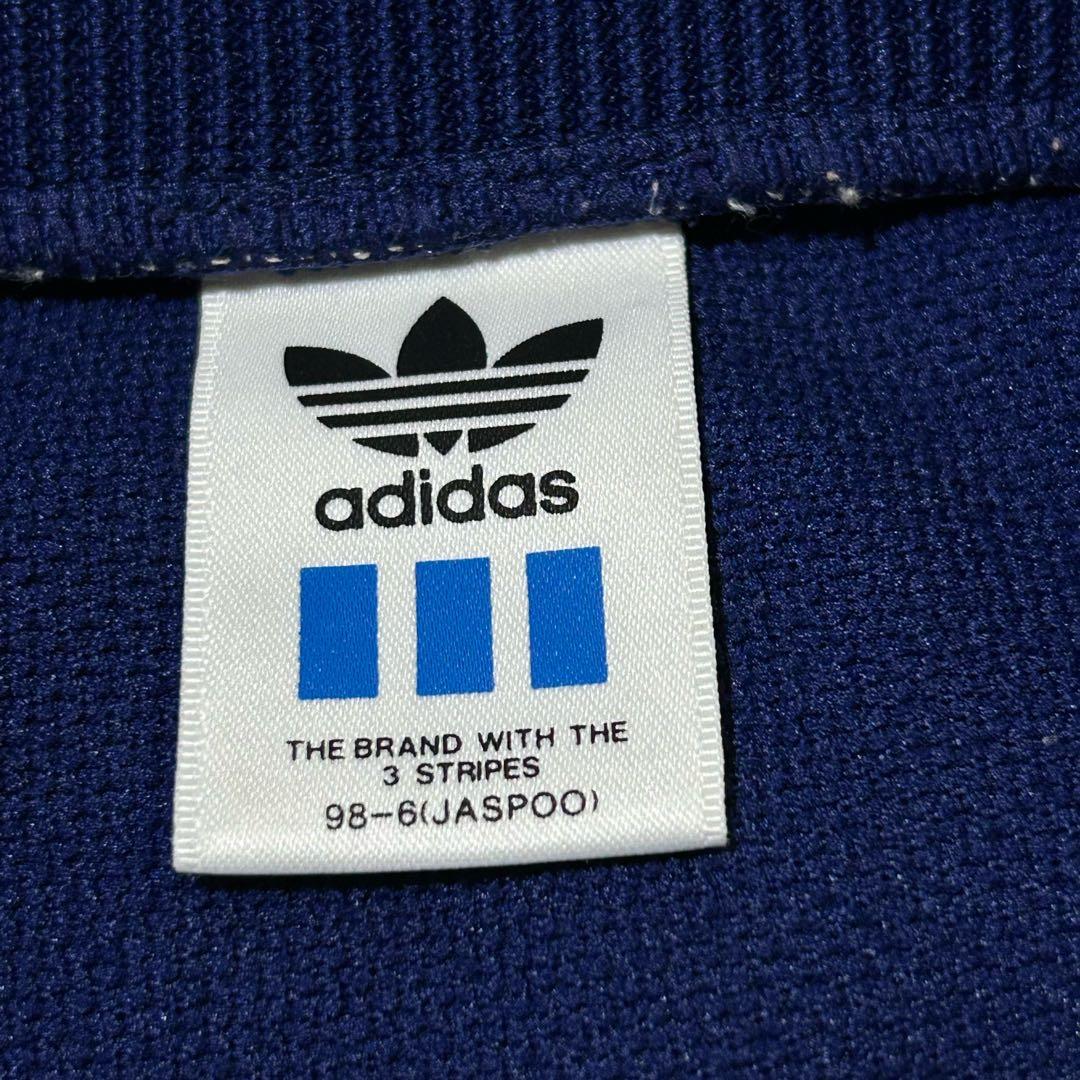 adidas
THE BRAND WITH THE
3 STRIPES
98-6(JASPOO)